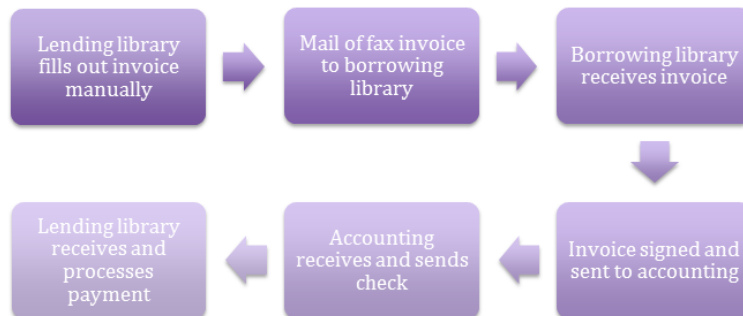 Lending library
fills out invoice
manually
Mail of fax invoice
to borrowing
library
Borrowing library
receives invoice
Invoice signed and
sent to accounting
Accounting
receives and sends
check
Lending library
receives and
processes
payment